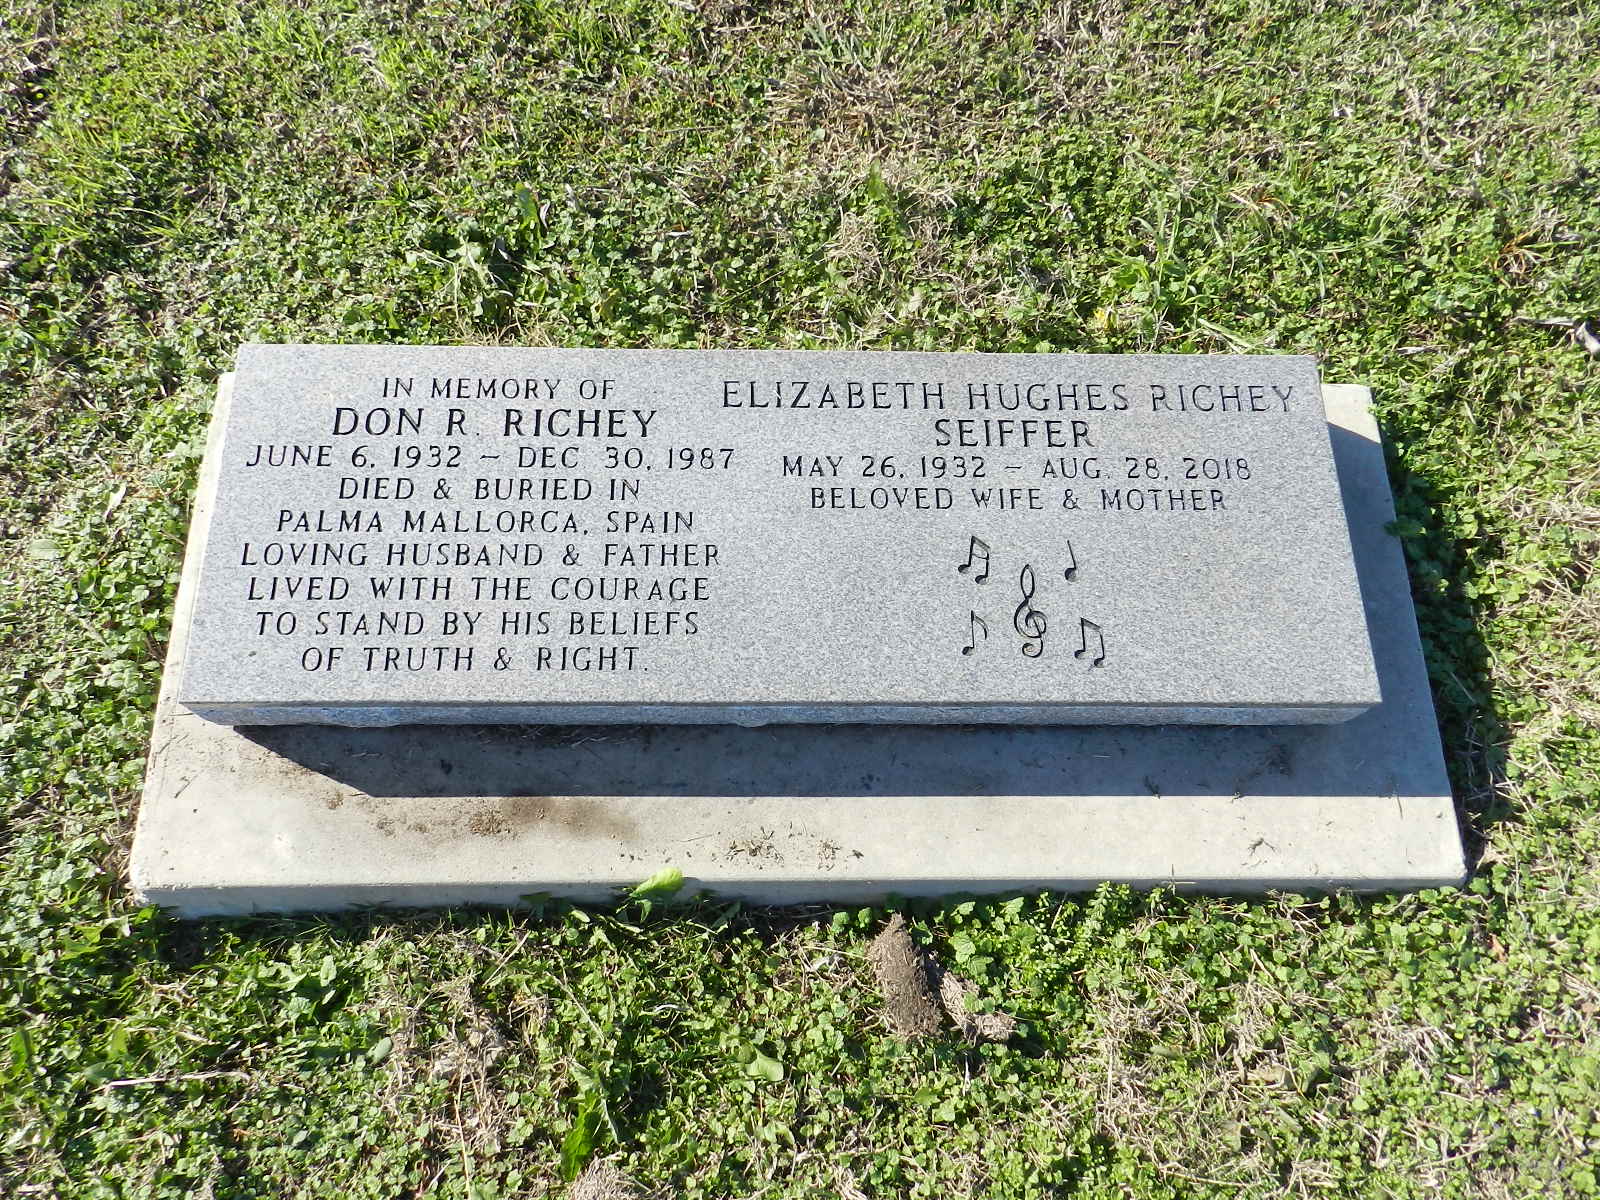 IN MEMORY OF
DON R. RICHEY
JUNE 6, 1932 – DEC 30, 1987
DIED & BURIED IN
PALMA MALLORCA, SPAIN
LOVING HUSBAND & FATHER
LIVED WITH THE COURAGE
TO STAND BY HIS BELIEFS
OF TRUTH & RIGHT.
ELIZABETH HUGHES RICHEY
SEIFFER
MAY 26, 1932 – AUG. 28, 2018
BELOVED WIFE & MOTHER